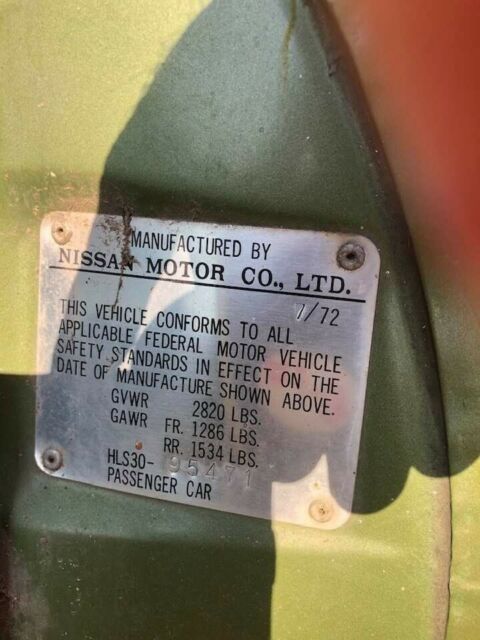 MANUFACTURED BY
NISSAN MOTOR CO., LTD.
7/72
THIS VEHICLE CONFORMS TO ALL
APPLICABLE FEDERAL MOTOR VEHICLE
SAFETY STANDARDS IN EFFECT ON THE
DATE OF MANUFACTURE SHOWN ABOVE.
GVWR 2820 LBS.
GAWR FR. 1286 LBS.
RR. 1534 LBS.
HLS30- 95471
PASSENGER CAR